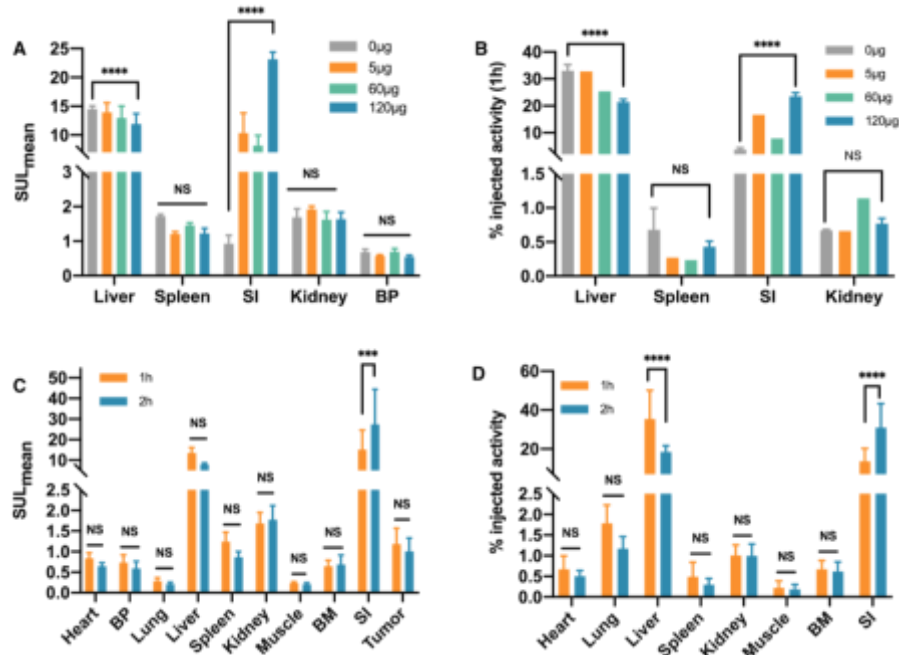 A
SULmean
25
20
15
10
3
2
1
0
****
****
NS
NS
NS
0μg
5μg
60μg
120μg
Liver Spleen SI Kidney BP
B
% injected activity (1h)
40
30
20
10
1.5
1.0
0.5
0.0
****
****
NS
NS
0μg
5μg
60μg
120μg
Liver Spleen SI Kidney
C
SULmean
50
40
30
20
10
2.5
2.0
1.5
1.0
0.5
0.0
1h
2h
NS NS NS NS NS NS NS NS *** NS
Heart BP Lung Liver Spleen Kidney Muscle BM SI Tumor
D
% injected activity
60
40
20
2.5
2.0
1.5
1.0
0.5
0.0
1h
2h
NS NS **** NS NS NS NS ****
Heart Lung Liver Spleen Kidney Muscle BM SI